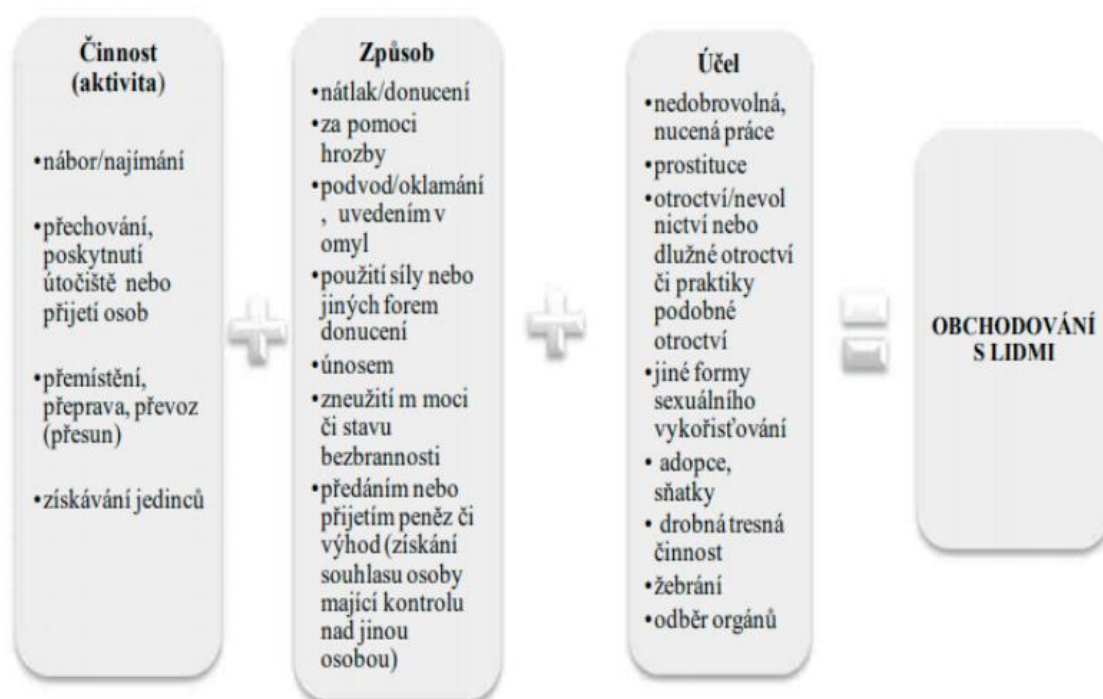 Činnost
(aktivita)
•nábor/najímání
•přechování,
poskytnutí
útočiště nebo
přijetí osob
•přemístění,
přeprava, převoz
(přesun)
•získávání jedinců
Způsob
•nátlak/donucení
•za pomoci
hrozby
•podvod/oklamání
, uvedením v
omyl
•použití síly nebo
jiných forem
donucení
•únosem
•zneužití m moci
či stavu
bezbrannosti
•předáním nebo
přijetím peněz či
výhod (získání
souhlasu osoby
mající kontrolu
nad jinou
osobou)
Účel
•nedobrovolná,
nucená práce
•prostituce
•otroctví/nevol
nictví nebo
dlužné otroctví
či praktiky
podobné
otroctví
•jiné formy
sexuálního
vykořisťování
• adopce,
sňatky
• drobná tresná
činnost
•žebrání
•odběr orgánů
OBCHODOVÁNÍ
S LIDMI